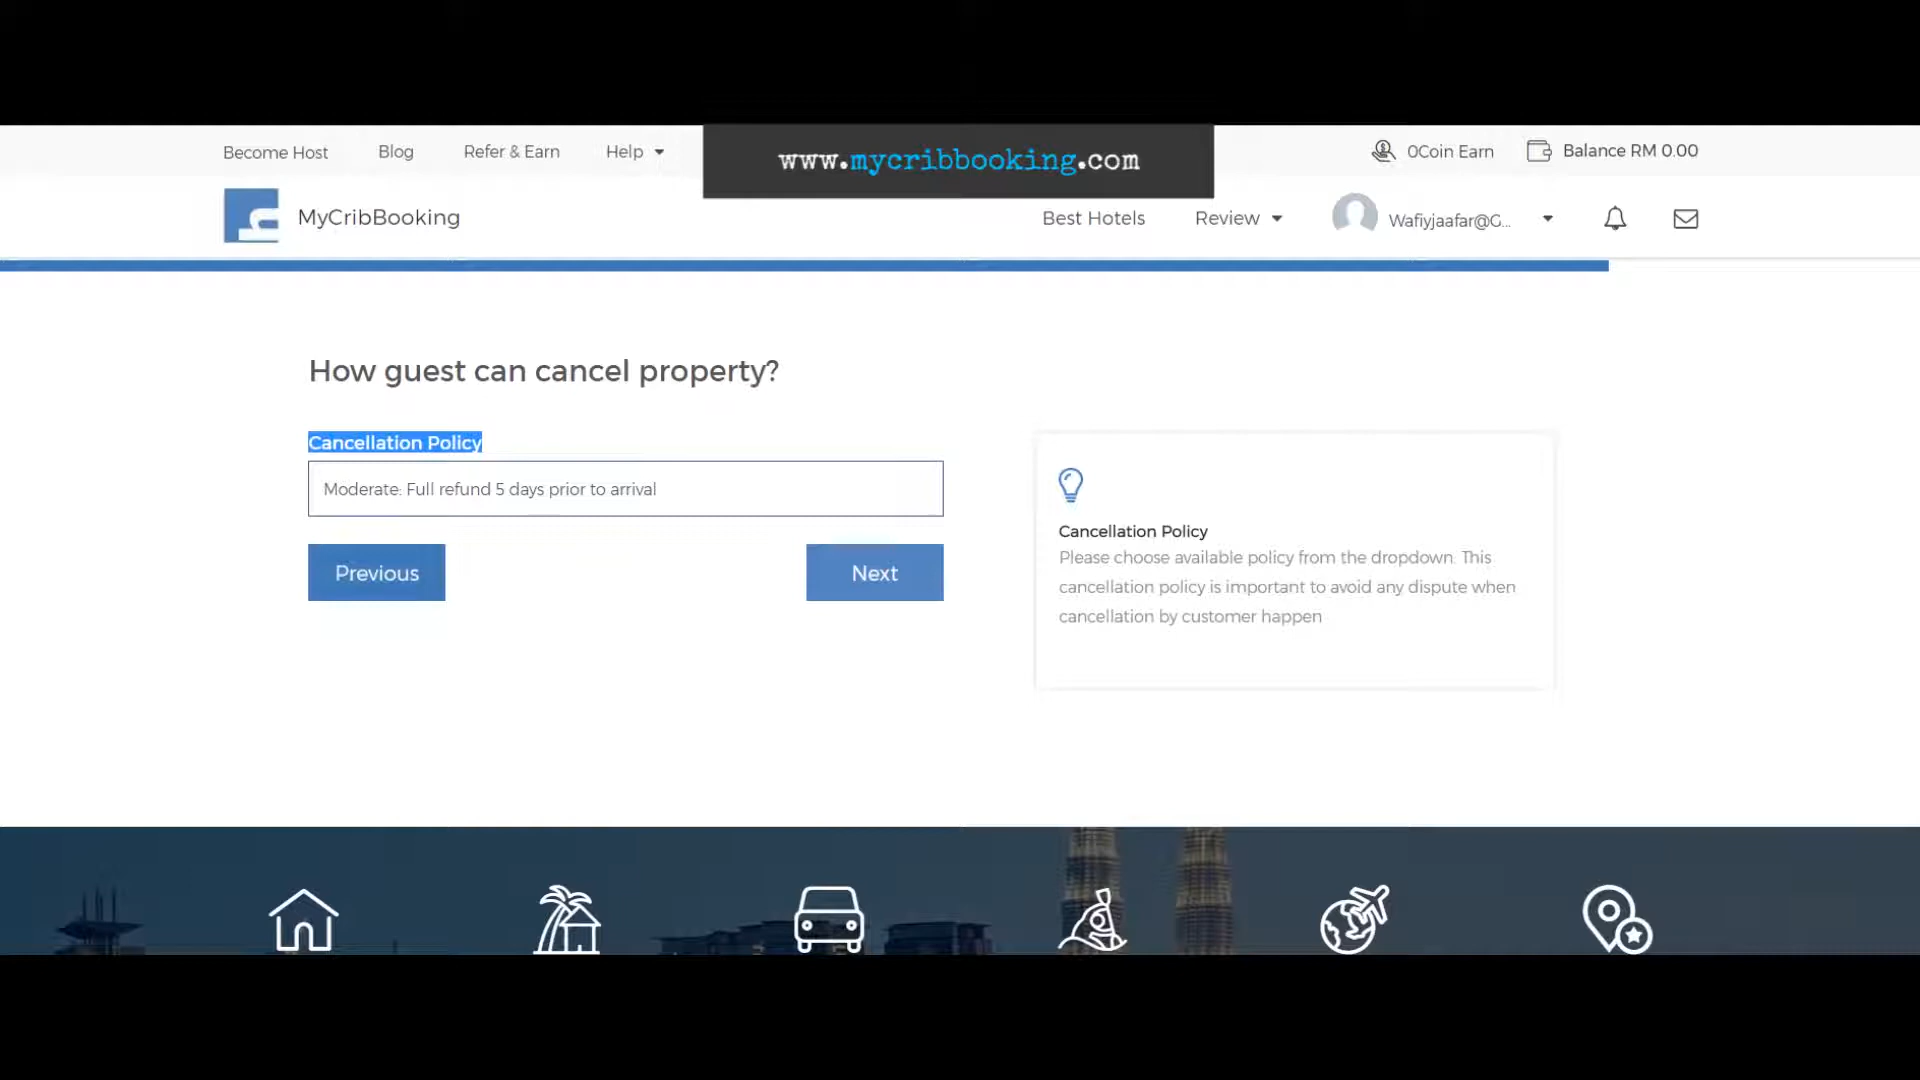 Become Host Blog Refer & Earn Help www.mycribbooking.com 0Coin Earn Balance RM 0.00
MyCribBooking Best Hotels Review Wafiyjaafar@G...
How guest can cancel property?
Cancellation Policy
Moderate: Full refund 5 days prior to arrival
Previous Next
Cancellation Policy
Please choose available policy from the dropdown. This
cancellation policy is important to avoid any dispute when
cancellation by customer happen